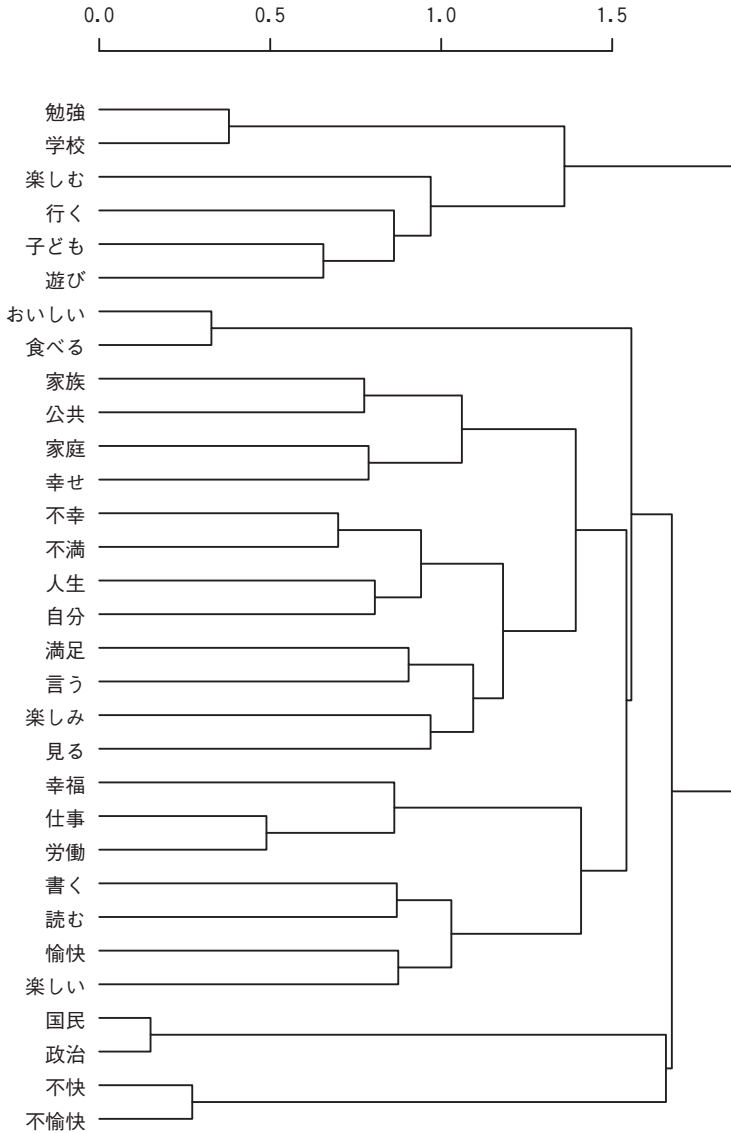 0.0 0.5 1.0 1.5
勉強
学校
楽しむ
行く
子ども
遊び
おいしい
食べる
家族
公共
家庭
幸せ
不幸
不満
人生
自分
満足
言う
楽しみ
見る
幸福
仕事
労働
書く
読む
愉快
楽しい
国民
政治
不快
不愉快